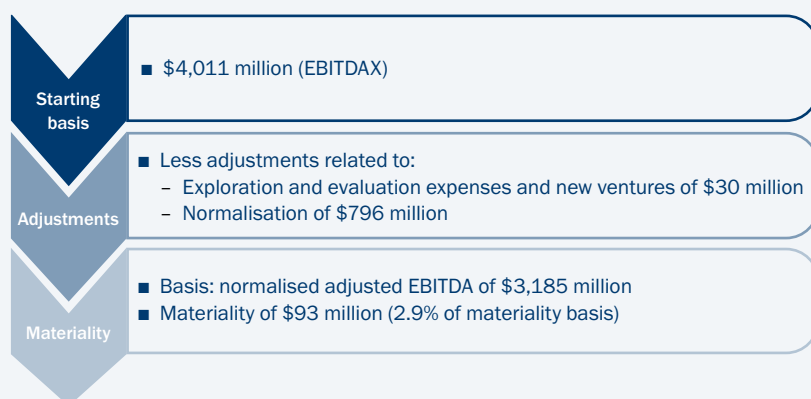 Starting
basis
■ $4,011 million (EBITDAX)
Adjustments
■ Less adjustments related to:
– Exploration and evaluation expenses and new ventures of $30 million
– Normalisation of $796 million
Materiality
■ Basis: normalised adjusted EBITDA of $3,185 million
■ Materiality of $93 million (2.9% of materiality basis)